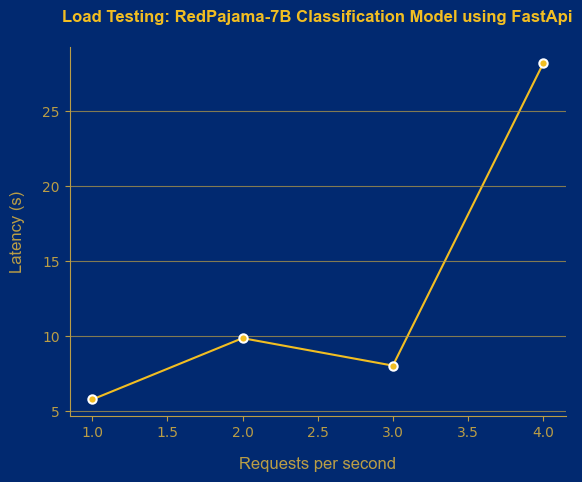 Load Testing: RedPajama-7B Classification Model using FastApi
Latency (s)
25
20
15
10
5
1.0 1.5 2.0 2.5 3.0 3.5 4.0
Requests per second